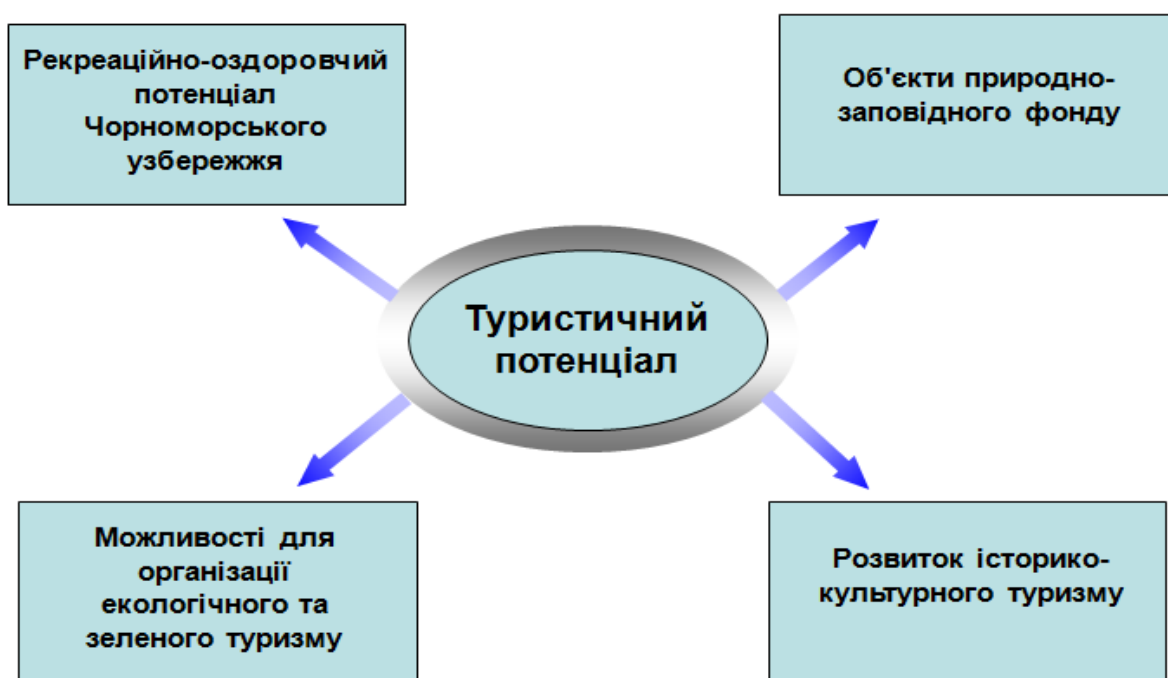 Рекреаційно-оздоровчий
потенціал
Чорноморського
узбережжя
Об'єкти природно-
заповідного фонду
Туристичний
потенціал
Можливості для
організації
екологічного та
зеленого туризму
Розвиток історико-
культурного туризму